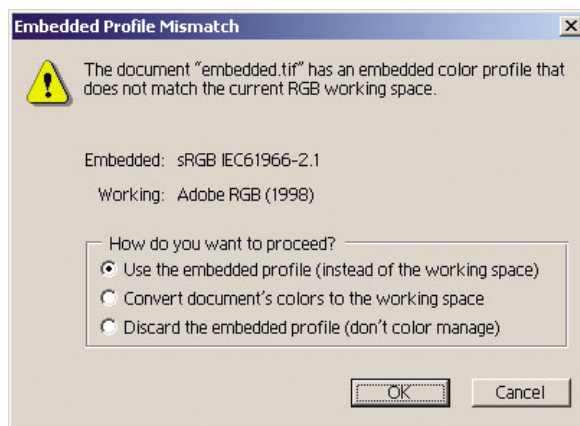 Embedded Profile Mismatch
The document “embedded.tif” has an embedded color profile that
does not match the current RGB working space.
Embedded: sRGB IEC61966-2.1
Working: Adobe RGB (1998)
How do you want to proceed?
Use the embedded profile (instead of the working space)
Convert document's colors to the working space
Discard the embedded profile (don't color manage)
OK
Cancel